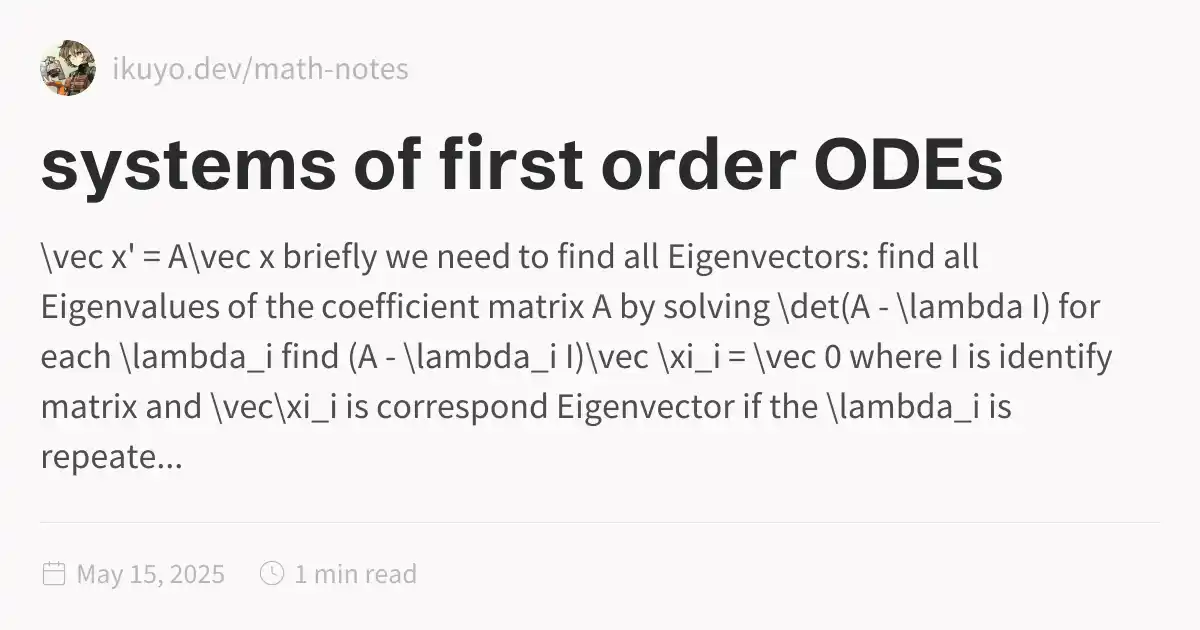 ikuyo.dev/math-notes
systems of first order ODEs
\vec x' = A\vec x briefly we need to find all Eigenvectors: find all
Eigenvalues of the coefficient matrix A by solving \det(A - \lambda I) for
each \lambda_i find (A - \lambda_i I)\vec \xi_i = \vec 0 where I is identify
matrix and \vec\xi_i is correspond Eigenvector if the \lambda_i is
repeate...
May 15, 2025 1 min read